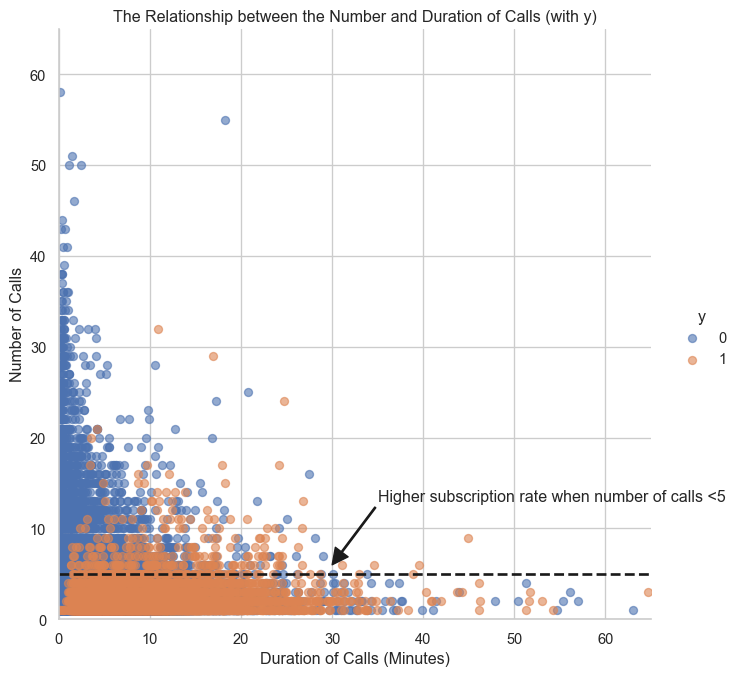 The Relationship between the Number and Duration of Calls (with y)
60
50
40
30
20
10
0
Number of Calls
Higher subscription rate when number of calls <5
y
0
1
0 10 20 30 40 50 60
Duration of Calls (Minutes)